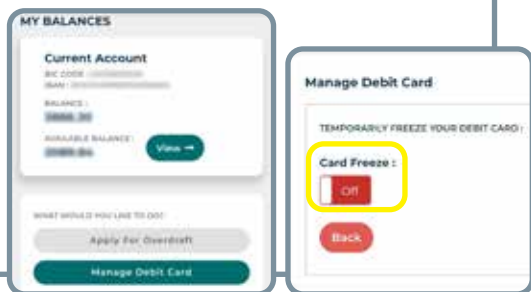 MY BALANCES
Current Account
BIC CODE :
IBAN :
BALANCE :
AVAILABLE BALANCE :
View →
WHAT WOULD YOU LIKE TO DO?
Apply For Overdraft
Manage Debit Card
Manage Debit Card
TEMPORARILY FREEZE YOUR DEBIT CARD :
Card Freeze :
Off
Back